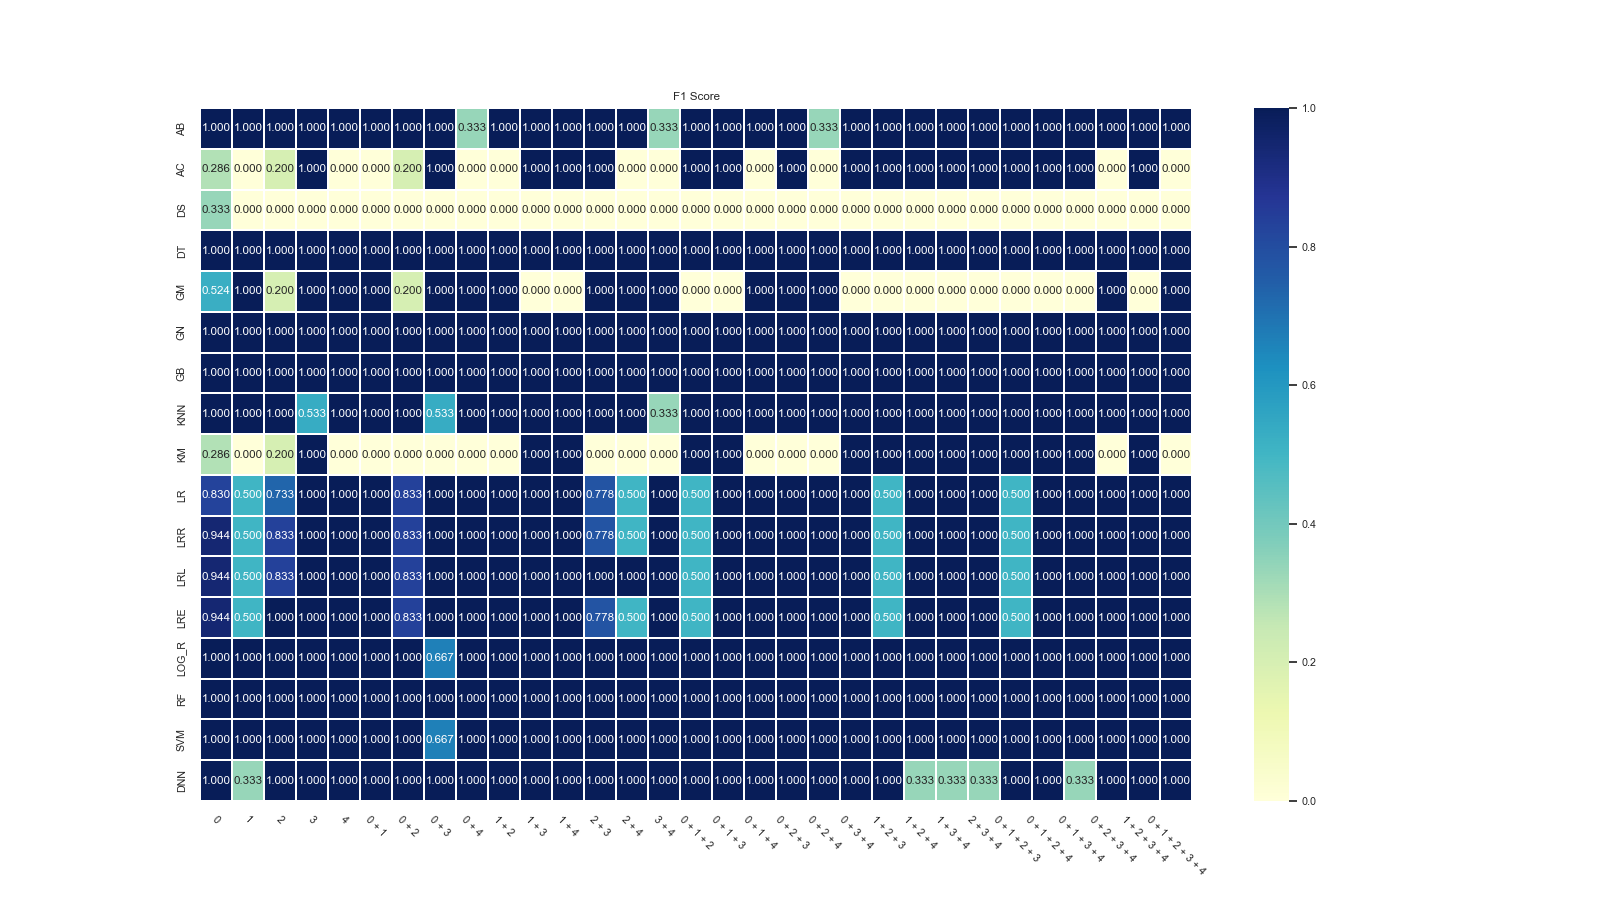 F1 Score
AB 1.000 1.000 1.000 1.000 1.000 1.000 1.000 1.000 0.333 1.000 1.000 1.000 1.000 1.000 0.333 1.000 1.000 1.000 1.000 0.333 1.000 1.000 1.000 1.000 1.000 1.000 1.000 1.000 1.000 1.000 1.000 1.0
AC 0.286 0.000 0.200 1.000 0.000 0.000 0.200 1.000 0.000 0.000 1.000 1.000 1.000 0.000 0.000 1.000 1.000 0.000 1.000 0.000 1.000 1.000 1.000 1.000 1.000 1.000 1.000 1.000 0.000 1.000 0.000
DS 0.333 0.000 0.000 0.000 0.000 0.000 0.000 0.000 0.000 0.000 0.000 0.000 0.000 0.000 0.000 0.000 0.000 0.000 0.000 0.000 0.000 0.000 0.000 0.000 0.000 0.000 0.000 0.000 0.000 0.000 0.000
DT 1.000 1.000 1.000 1.000 1.000 1.000 1.000 1.000 1.000 1.000 1.000 1.000 1.000 1.000 1.000 1.000 1.000 1.000 1.000 1.000 1.000 1.000 1.000 1.000 1.000 1.000 1.000 1.000 1.000 1.000 1.000 0.8
GM 0.524 1.000 0.200 1.000 1.000 1.000 0.200 1.000 1.000 1.000 0.000 0.000 1.000 1.000 1.000 0.000 0.000 1.000 1.000 1.000 0.000 0.000 0.000 0.000 0.000 0.000 0.000 0.000 1.000 0.000 1.000
GN 1.000 1.000 1.000 1.000 1.000 1.000 1.000 1.000 1.000 1.000 1.000 1.000 1.000 1.000 1.000 1.000 1.000 1.000 1.000 1.000 1.000 1.000 1.000 1.000 1.000 1.000 1.000 1.000 1.000 1.000 1.000
GB 1.000 1.000 1.000 1.000 1.000 1.000 1.000 1.000 1.000 1.000 1.000 1.000 1.000 1.000 1.000 1.000 1.000 1.000 1.000 1.000 1.000 1.000 1.000 1.000 1.000 1.000 1.000 1.000 1.000 1.000 1.000 0.6
KNN 1.000 1.000 1.000 0.533 1.000 1.000 1.000 0.533 1.000 1.000 1.000 1.000 1.000 1.000 0.333 1.000 1.000 1.000 1.000 1.000 1.000 1.000 1.000 1.000 1.000 1.000 1.000 1.000 1.000 1.000 1.000
KM 0.286 0.000 0.200 1.000 0.000 0.000 0.000 0.000 0.000 0.000 1.000 1.000 0.000 0.000 0.000 1.000 1.000 0.000 0.000 0.000 1.000 1.000 1.000 1.000 1.000 1.000 1.000 1.000 0.000 1.000 0.000
LR 0.830 0.500 0.733 1.000 1.000 1.000 0.833 1.000 1.000 1.000 1.000 1.000 0.778 0.500 1.000 0.500 1.000 1.000 1.000 1.000 1.000 0.500 1.000 1.000 1.000 0.500 1.000 1.000 1.000 1.000 1.000
LRR 0.944 0.500 0.833 1.000 1.000 1.000 0.833 1.000 1.000 1.000 1.000 1.000 0.778 0.500 1.000 0.500 1.000 1.000 1.000 1.000 1.000 0.500 1.000 1.000 1.000 0.500 1.000 1.000 1.000 1.000 1.000 0.4
LRL 0.944 0.500 0.833 1.000 1.000 1.000 0.833 1.000 1.000 1.000 1.000 1.000 1.000 1.000 1.000 0.500 1.000 1.000 1.000 1.000 1.000 0.500 1.000 1.000 1.000 0.500 1.000 1.000 1.000 1.000 1.000
LRE 0.944 0.500 1.000 1.000 1.000 1.000 0.833 1.000 1.000 1.000 1.000 1.000 0.778 0.500 1.000 0.500 1.000 1.000 1.000 1.000 1.000 0.500 1.000 1.000 1.000 0.500 1.000 1.000 1.000 1.000 1.000
LOG_R 1.000 1.000 1.000 1.000 1.000 1.000 1.000 0.667 1.000 1.000 1.000 1.000 1.000 1.000 1.000 1.000 1.000 1.000 1.000 1.000 1.000 1.000 1.000 1.000 1.000 1.000 1.000 1.000 1.000 1.000 1.000 0.2
RF 1.000 1.000 1.000 1.000 1.000 1.000 1.000 1.000 1.000 1.000 1.000 1.000 1.000 1.000 1.000 1.000 1.000 1.000 1.000 1.000 1.000 1.000 1.000 1.000 1.000 1.000 1.000 1.000 1.000 1.000 1.000
SVM 1.000 1.000 1.000 1.000 1.000 1.000 1.000 0.667 1.000 1.000 1.000 1.000 1.000 1.000 1.000 1.000 1.000 1.000 1.000 1.000 1.000 1.000 1.000 1.000 1.000 1.000 1.000 1.000 1.000 1.000 1.000
DNN 1.000 0.333 1.000 1.000 1.000 1.000 1.000 1.000 1.000 1.000 1.000 1.000 1.000 1.000 1.000 1.000 1.000 1.000 1.000 1.000 1.000 1.000 0.333 0.333 0.333 1.000 1.000 0.333 1.000 1.000 1.000 0.0
0 1 2 3 4 0 + 1 0 + 2 0 + 3 0 + 4 1 + 2 1 + 3 1 + 4 2 + 3 2 + 4 3 + 4 0 + 1 + 2 0 + 1 + 3 0 + 1 + 4 0 + 2 + 3 0 + 2 + 4 0 + 3 + 4 1 + 2 + 3 1 + 2 + 4 1 + 3 + 4 2 + 3 + 4 0 + 1 + 2 + 3 0 + 1 + 2 + 4 0 + 1 + 3 + 4 0 + 2 + 3 + 4 1 + 2 + 3 + 4 0 + 1 + 2 + 3 + 4